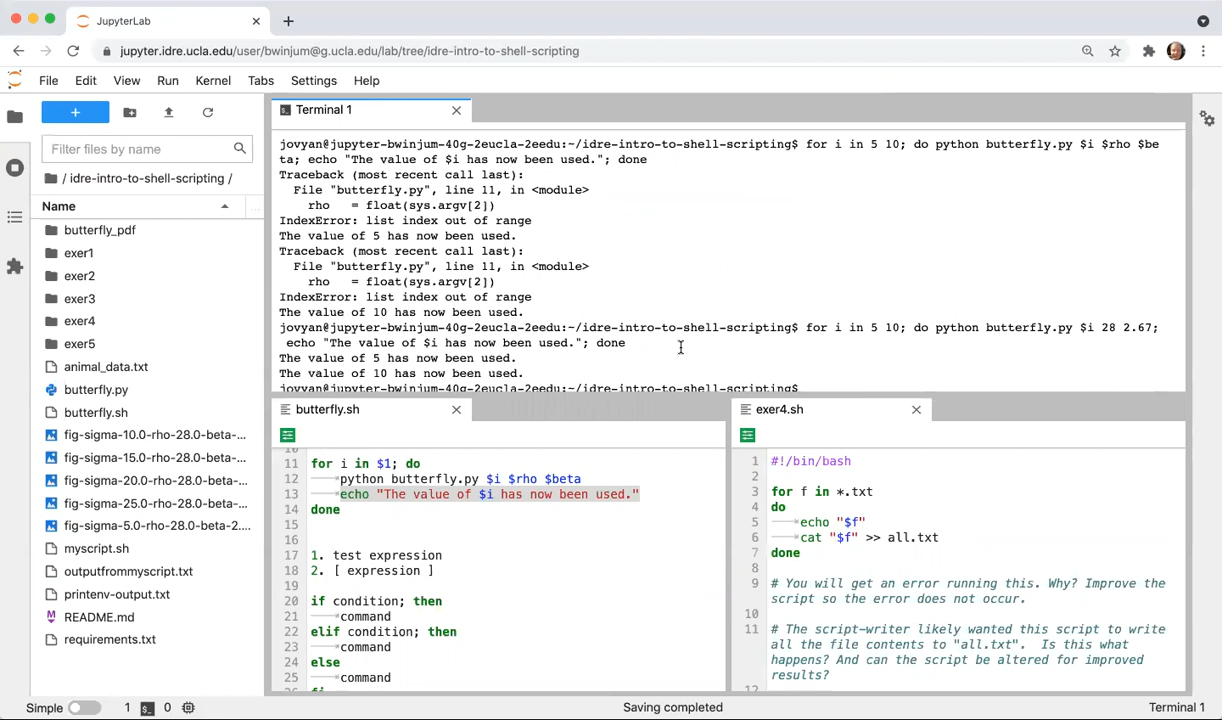 JupyterLab
jupyter.idre.ucla.edu/user/bwinjum@g.ucla.edu/lab/tree/idre-intro-to-shell-scripting
File Edit View Run Kernel Tabs Settings Help
+
Filter files by name
/ idre-intro-to-shell-scripting /
Name
butterfly_pdf
exer1
exer2
exer3
exer4
exer5
animal_data.txt
butterfly.py
butterfly.sh
fig-sigma-10.0-rho-28.0-beta-...
fig-sigma-15.0-rho-28.0-beta-...
fig-sigma-20.0-rho-28.0-beta-...
fig-sigma-25.0-rho-28.0-beta-...
fig-sigma-5.0-rho-28.0-beta-2....
myscript.sh
outputfrommyscript.txt
printenv-output.txt
README.md
requirements.txt
Terminal 1
jovyan@jupyter-bwinjum-40g-2eucla-2eedu:~/idre-intro-to-shell-scripting$ for i in 5 10; do python butterfly.py $i $rho $be
ta; echo "The value of $i has now been used."; done
Traceback (most recent call last):
File "butterfly.py", line 11, in <module>
rho = float(sys.argv[2])
IndexError: list index out of range
The value of 5 has now been used.
Traceback (most recent call last):
File "butterfly.py", line 11, in <module>
rho = float(sys.argv[2])
IndexError: list index out of range
The value of 10 has now been used.
jovyan@jupyter-bwinjum-40g-2eucla-2eedu:~/idre-intro-to-shell-scripting$ for i in 5 10; do python butterfly.py $i 28 2.67;
echo "The value of $i has now been used."; done
The value of 5 has now been used.
The value of 10 has now been used.
jovyan@jupyter-bwinjum-40g-2eucla-2eedu:~/idre-intro-to-shell-scripting$
butterfly.sh
10
11 for i in $1; do
12 python butterfly.py $i $rho $beta
13 echo "The value of $i has now been used."
14 done
15
16
17 1. test expression
18 2. [ expression ]
19
20 if condition; then
21 command
22 elif condition; then
23 command
24 else
25 command
26 fi
exer4.sh
1 #!/bin/bash
2
3 for f in *.txt
4 do
5 echo "$f"
6 cat "$f" >> all.txt
7 done
8
9 # You will get an error running this. Why? Improve the
script so the error does not occur.
10
11 # The script-writer likely wanted this script to write
all the file contents to "all.txt". Is this what
happens? And can the script be altered for improved
results?
12
Simple 1 0
Saving completed
Terminal 1